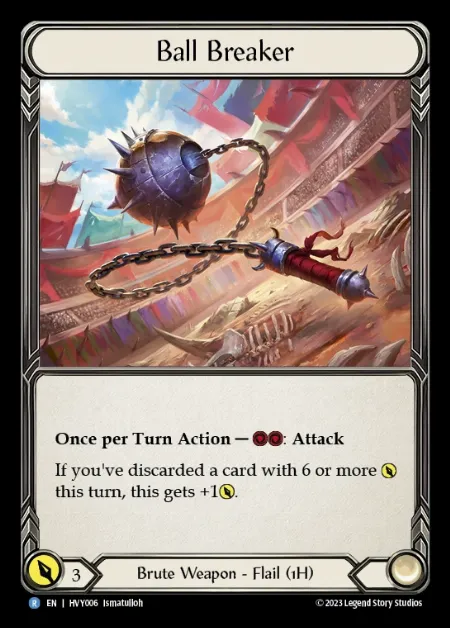 Ball Breaker
Once per Turn Action — : Attack
If you've discarded a card with 6 or more
this turn, this gets +1.
3
Brute Weapon - Flail (1H)
R EN | HVY006 Ismatulloh
© 2023 Legend Story Studios